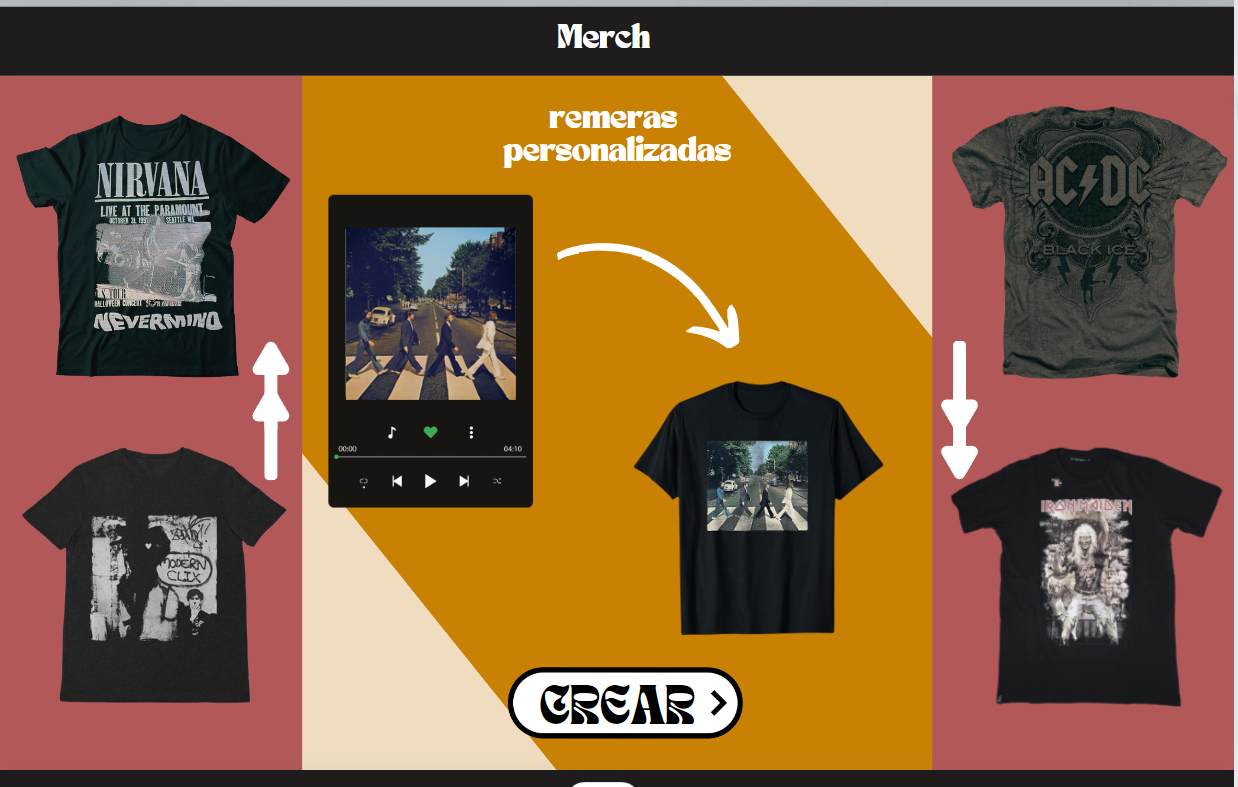 Merch
remeras
personalizadas
NIRVANA
LIVE AT THE PARAMOUNT
OCTOBER 31, 1991 SEATTLE WA.
HALLOWEEN CONCERT
NEVERMIND
MODERN
CLIX
00:00 04:10
CREAR
AC DC
BLACK ICE
IRON MAIDEN